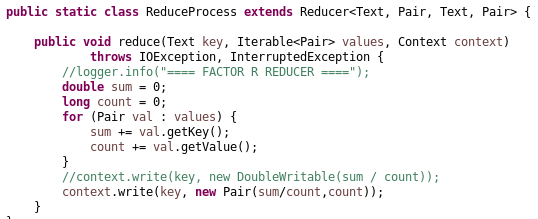 public static class ReduceProcess extends Reducer<Text, Pair, Text, Pair> {
public void reduce(Text key, Iterable<Pair> values, Context context)
throws IOException, InterruptedException {
//logger.info("==== FACTOR R REDUCER ====");
double sum = 0;
long count = 0;
for (Pair val : values) {
sum += val.getKey();
count += val.getValue();
}
//context.write(key, new DoubleWritable(sum / count));
context.write(key, new Pair(sum/count,count));
}
}